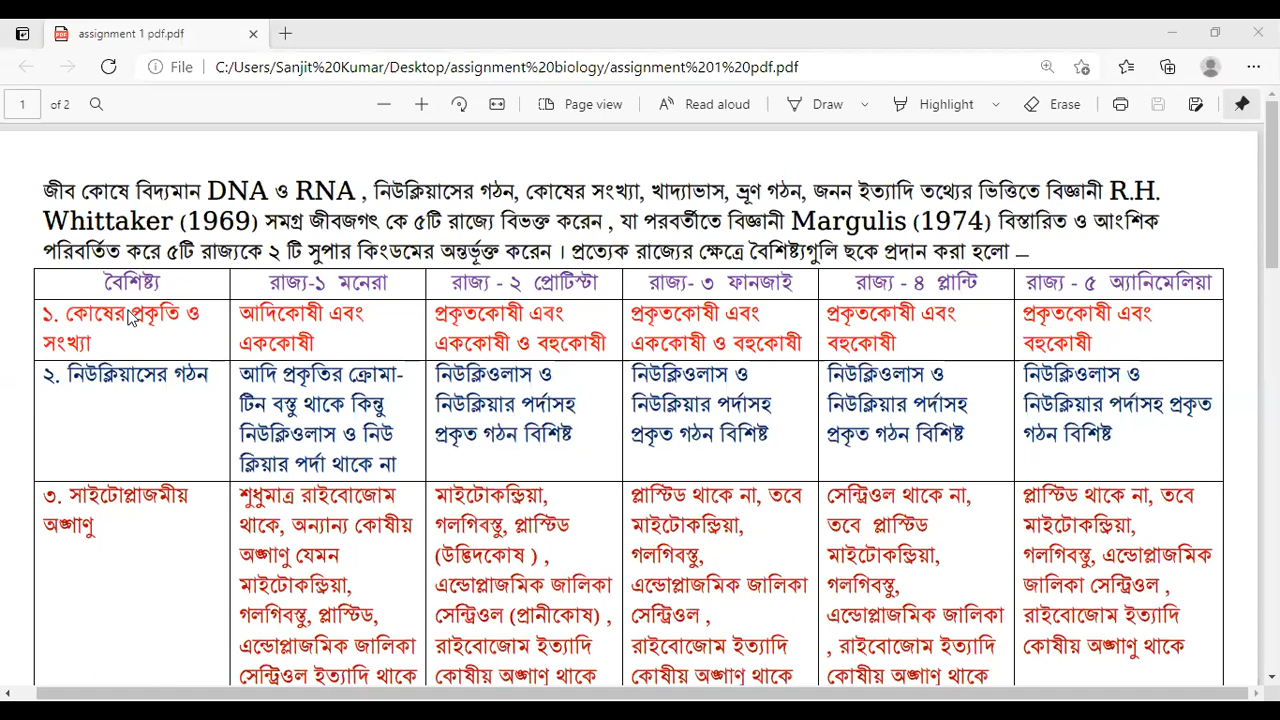 assignment 1 pdf.pdf
File C:/Users/Sanjit%20Kumar/Desktop/assignment%20biology/assignment%201%20pdf.pdf
1 of 2 Page view Read aloud Draw Highlight Erase
জীব কোষে বিদ্যমান DNA ও RNA , নিউক্লিয়াসের গঠন, কোষের সংখ্যা, খাদ্যাভাস, ভ্রূণ গঠন, জনন ইত্যাদি তথ্যের ভিত্তিতে বিজ্ঞানী R.H.
Whittaker (1969) সমগ্র জীবজগৎ কে ৫টি রাজ্যে বিভক্ত করেন , যা পরবর্তীতে বিজ্ঞানী Margulis (1974) বিস্তারিত ও আংশিক
পরিবর্তিত করে ৫টি রাজ্যকে ২ টি সুপার কিংডমের অন্তর্ভূক্ত করেন । প্রত্যেক রাজ্যের ক্ষেত্রে বৈশিষ্ট্যগুলি ছকে প্রদান করা হলো –
বৈশিষ্ট্য রাজ্য-১ মনেরা রাজ্য - ২ প্রোটিস্টা রাজ্য- ৩ ফানজাই রাজ্য - ৪ প্লান্টি রাজ্য - ৫ অ্যানিমেলিয়া
১. কোষের প্রকৃতি ও
সংখ্যা
আদিকোষী এবং
এককোষী
প্রকৃতকোষী এবং
এককোষী ও বহুকোষী
প্রকৃতকোষী এবং
এককোষী ও বহুকোষী
প্রকৃতকোষী এবং
বহুকোষী
প্রকৃতকোষী এবং
বহুকোষী
২. নিউক্লিয়াসের গঠন
আদি প্রকৃতির ক্রোমা-
টিন বস্তু থাকে কিন্তু
নিউক্লিওলাস ও নিউ
ক্লিয়ার পর্দা থাকে না
নিউক্লিওলাস ও
নিউক্লিয়ার পর্দাসহ
প্রকৃত গঠন বিশিষ্ট
নিউক্লিওলাস ও
নিউক্লিয়ার পর্দাসহ
প্রকৃত গঠন বিশিষ্ট
নিউক্লিওলাস ও
নিউক্লিয়ার পর্দাসহ
প্রকৃত গঠন বিশিষ্ট
নিউক্লিওলাস ও
নিউক্লিয়ার পর্দাসহ প্রকৃত
গঠন বিশিষ্ট
৩. সাইটোপ্লাজমীয়
অঙ্গাণু
শুধুমাত্র রাইবোজোম
থাকে, অন্যান্য কোষীয়
অঙ্গাণু যেমন
মাইটোকন্ড্রিয়া,
গলগিবস্তু, প্লাস্টিড,
এন্ডোপ্লাজমিক জালিকা
সেন্ট্রিওল ইত্যাদি থাকে
মাইটোকন্ড্রিয়া,
গলগিবস্তু, প্লাস্টিড
(উদ্ভিদকোষ ) ,
এন্ডোপ্লাজমিক জালিকা
সেন্ট্রিওল (প্রানীকোষ) ,
রাইবোজোম ইত্যাদি
কোষীয় অঙ্গাণু থাকে
প্লাস্টিড থাকে না, তবে
মাইটোকন্ড্রিয়া,
গলগিবস্তু,
এন্ডোপ্লাজমিক জালিকা
সেন্ট্রিওল ,
রাইবোজোম ইত্যাদি
কোষীয় অঙ্গাণু থাকে
সেন্ট্রিওল থাকে না,
তবে প্লাস্টিড
মাইটোকন্ড্রিয়া,
গলগিবস্তু,
এন্ডোপ্লাজমিক জালিকা
, রাইবোজোম ইত্যাদি
কোষীয় অঙ্গাণু থাকে
প্লাস্টিড থাকে না, তবে
মাইটোকন্ড্রিয়া,
গলগিবস্তু, এন্ডোপ্লাজমিক
জালিকা সেন্ট্রিওল ,
রাইবোজোম ইত্যাদি
কোষীয় অঙ্গাণু থাকে